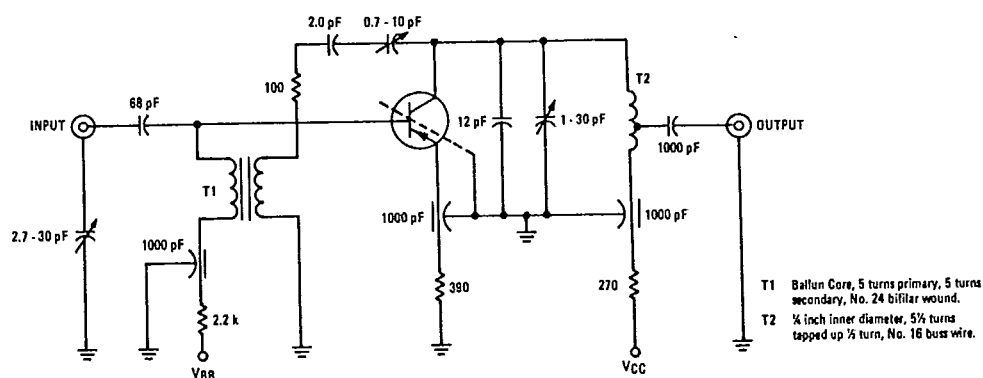 2.0 pF
0.7 - 10 pF
T2
100
68 pF
INPUT
12 pF
1 - 30 pF
OUTPUT
1000 pF
T1
2.7 - 30 pF
1000 pF
1000 pF
1000 pF
390
270
2.2 k
VBB
VCC
T1 Ballun Core, 5 turns primary, 5 turns
secondary, No. 24 bifilar wound.
T2 ¼ inch inner diameter, 5½ turns
tapped up ½ turn, No. 16 buss wire.